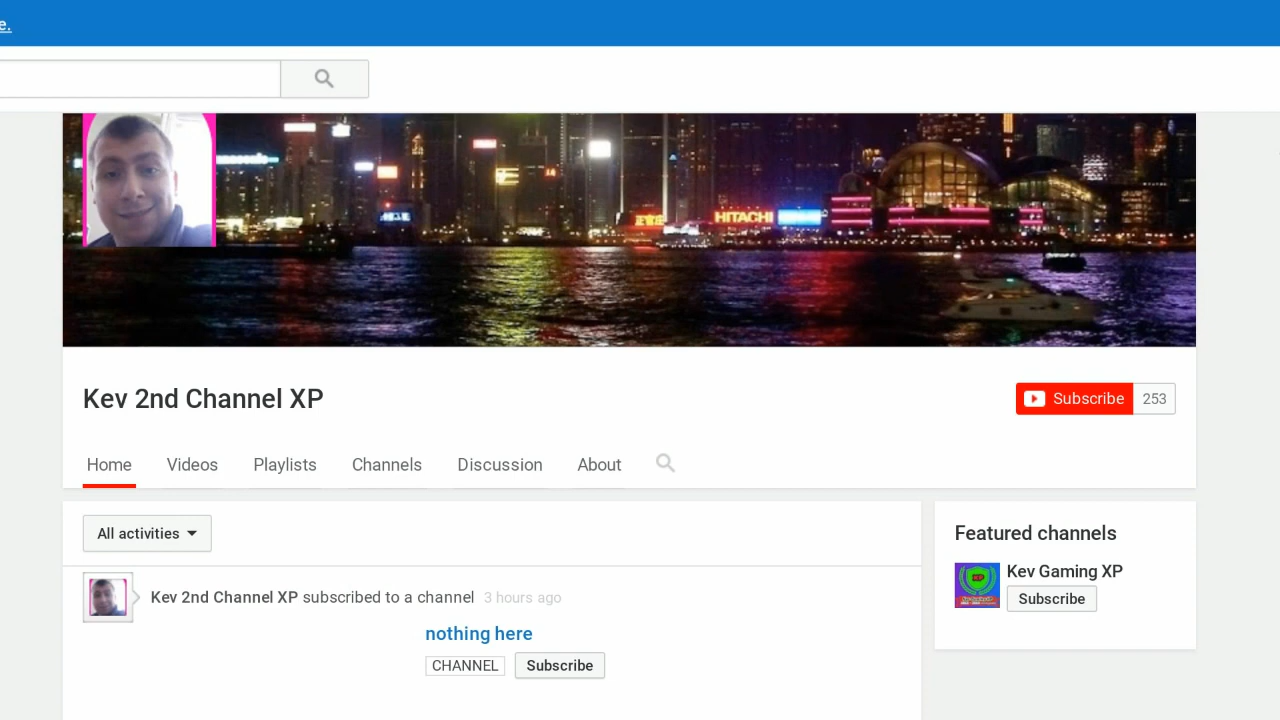 e.
HITACHI
Kev 2nd Channel XP
Subscribe 253
Home Videos Playlists Channels Discussion About
All activities
Featured channels
Kev Gaming XP
Subscribe
Kev 2nd Channel XP subscribed to a channel 3 hours ago
nothing here
CHANNEL Subscribe